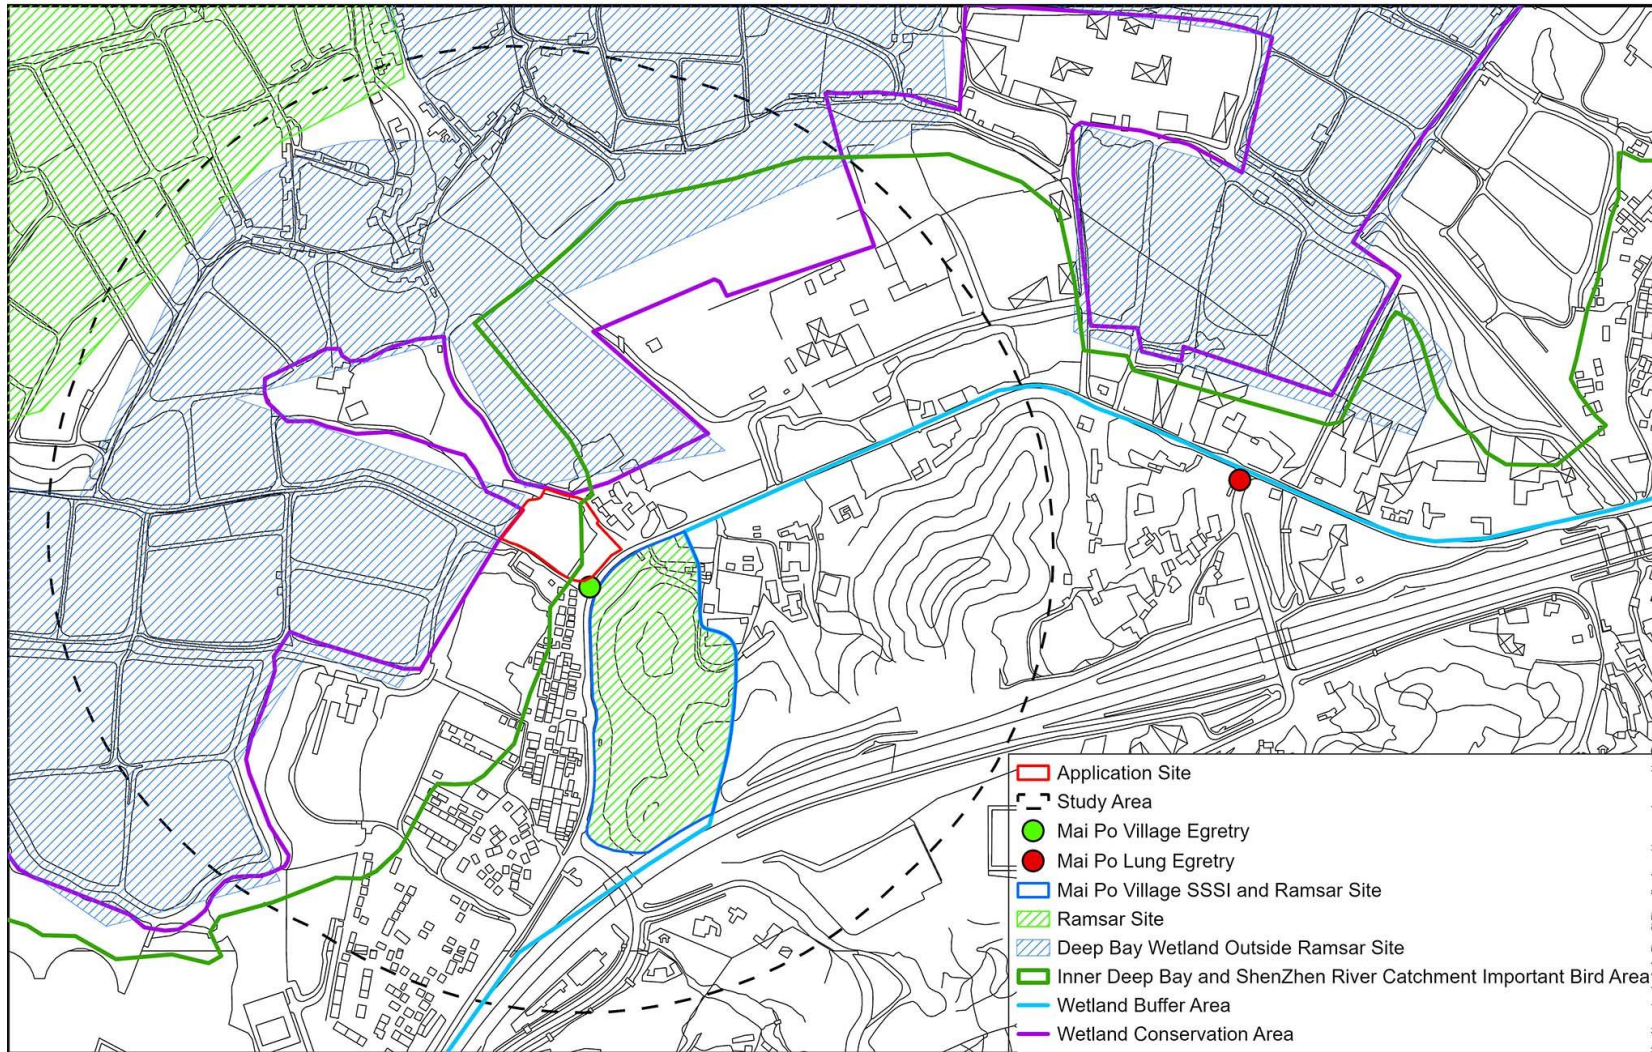 Application Site
Study Area
Mai Po Village Egretry
Mai Po Lung Egretry
Mai Po Village SSSI and Ramsar Site
Ramsar Site
Deep Bay Wetland Outside Ramsar Site
Inner Deep Bay and ShenZhen River Catchment Important Bird Area
Wetland Buffer Area
Wetland Conservation Area